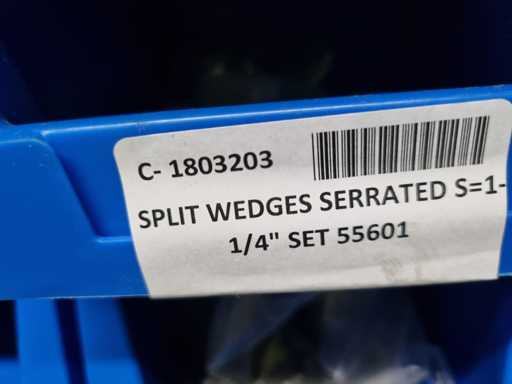 C- 1803203
SPLIT WEDGES SERRATED S=1-
1/4" SET 55601